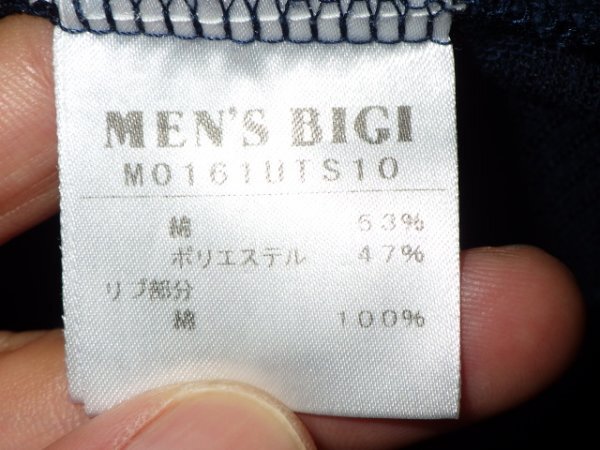 MEN'S BIGI
M0161UTS10
綿 53%
ポリエステル 47%
リブ部分
綿 100%